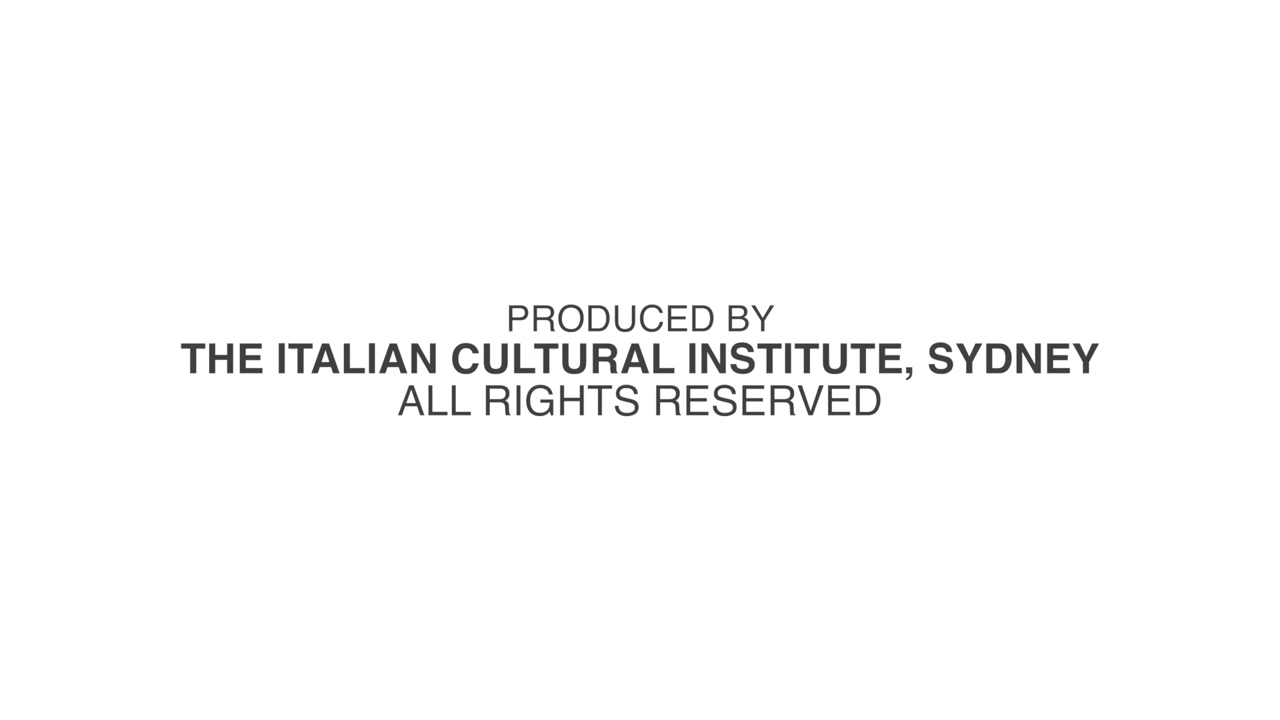 PRODUCED BY
THE ITALIAN CULTURAL INSTITUTE, SYDNEY
ALL RIGHTS RESERVED